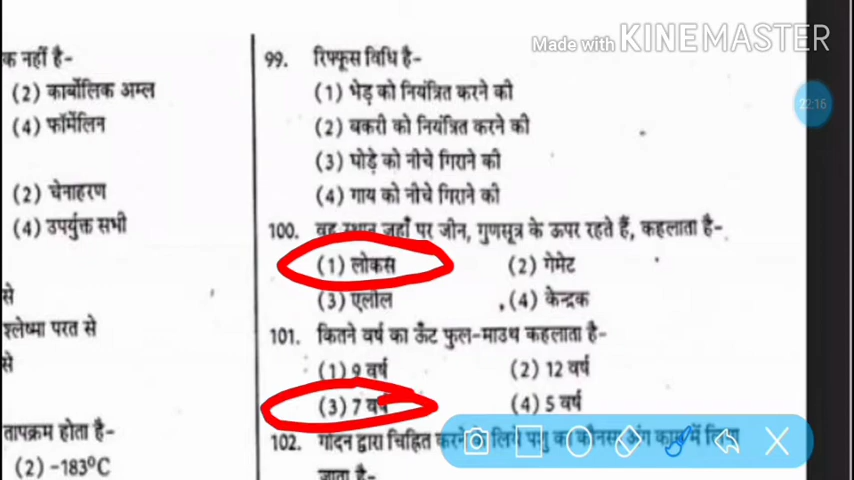 Made with KINEMASTER
22:16
क नहीं है-
(2) कार्बोलिक अम्ल
(4) फॉर्मेलिन
(2) चेनाहरण
(4) उपर्युक्त सभी
से
श्लेष्मा परत से
से
तापक्रम होता है-
(2) -183⁰C
99. रिफ्फूस विधि है-
(1) भेड़ को नियंत्रित करने की
(2) बकरी को नियंत्रित करने की
(3) घोड़े को नीचे गिराने की
(4) गाय को नीचे गिराने की
100. वह स्थान जहाँ पर जीन, गुणसूत्र के ऊपर रहते हैं, कहलाता है-
(1) लोकस (2) गेमेट
(3) एलील (4) केन्द्रक
101. कितने वर्ष का ऊँट फुल-माउथ कहलाता है-
(1) 9 वर्ष (2) 12 वर्ष
(3) 7 वर्ष (4) 5 वर्ष
102. गोदन द्वारा चिह्नित करने के लिये पशु का कौनसा अंग काम में लिया
जाता है-